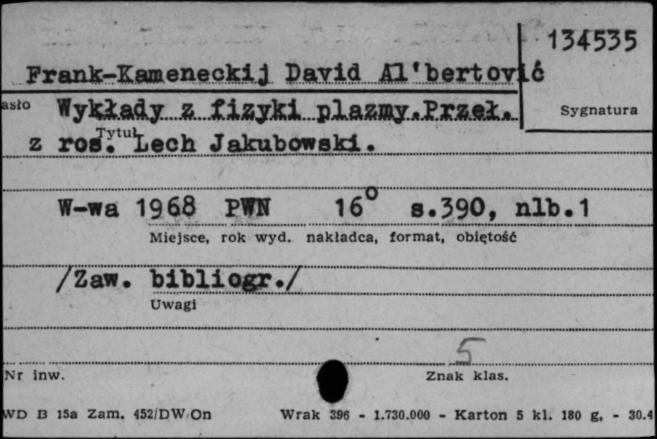 134535
Frank-Kameneckij David Al'bertović
asło Wykłady z fizyki plazmy.Przeł. Sygnatura
Tytuł
z ros. Lech Jakubowski.
W-wa 1968 PWN 16° s.390, nlb.1
Miejsce, rok wyd. nakładca, format, obiętość
/Zaw. bibliogr./
Uwagi
5
Nr inw. Znak klas.
WD B 15a Zam. 452/DW/On Wrak 396 - 1.730.000 - Karton 5 kl. 180 g. - 30.4